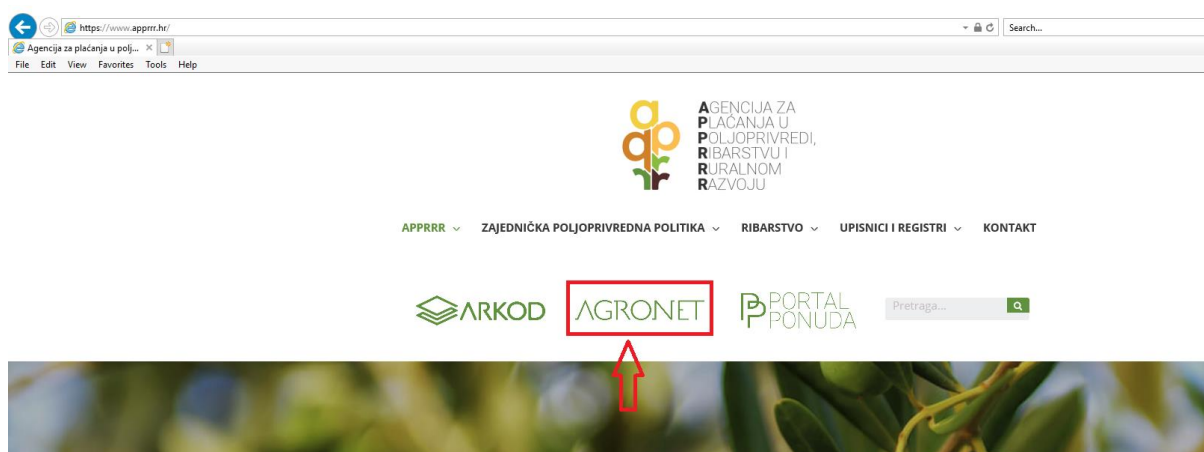 https://www.apprrr.hr/
Search...
Agencija za plaćanja u polj...
File Edit View Favorites Tools Help
AGENCIJA ZA
PLAĆANJA U
POLJOPRIVREDI,
RIBARSTVU I
RURALNOM
RAZVOJU
APPRRR ZAJEDNIČKA POLJOPRIVREDNA POLITIKA RIBARSTVO UPISNICI I REGISTRI KONTAKT
ARKOD AGRONET PORTAL
PONUDA
Pretraga...